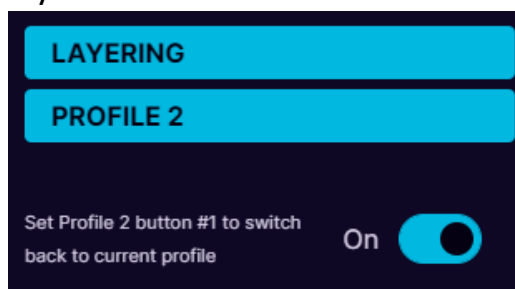 LAYERING
PROFILE 2
Set Profile 2 button #1 to switch
back to current profile
On